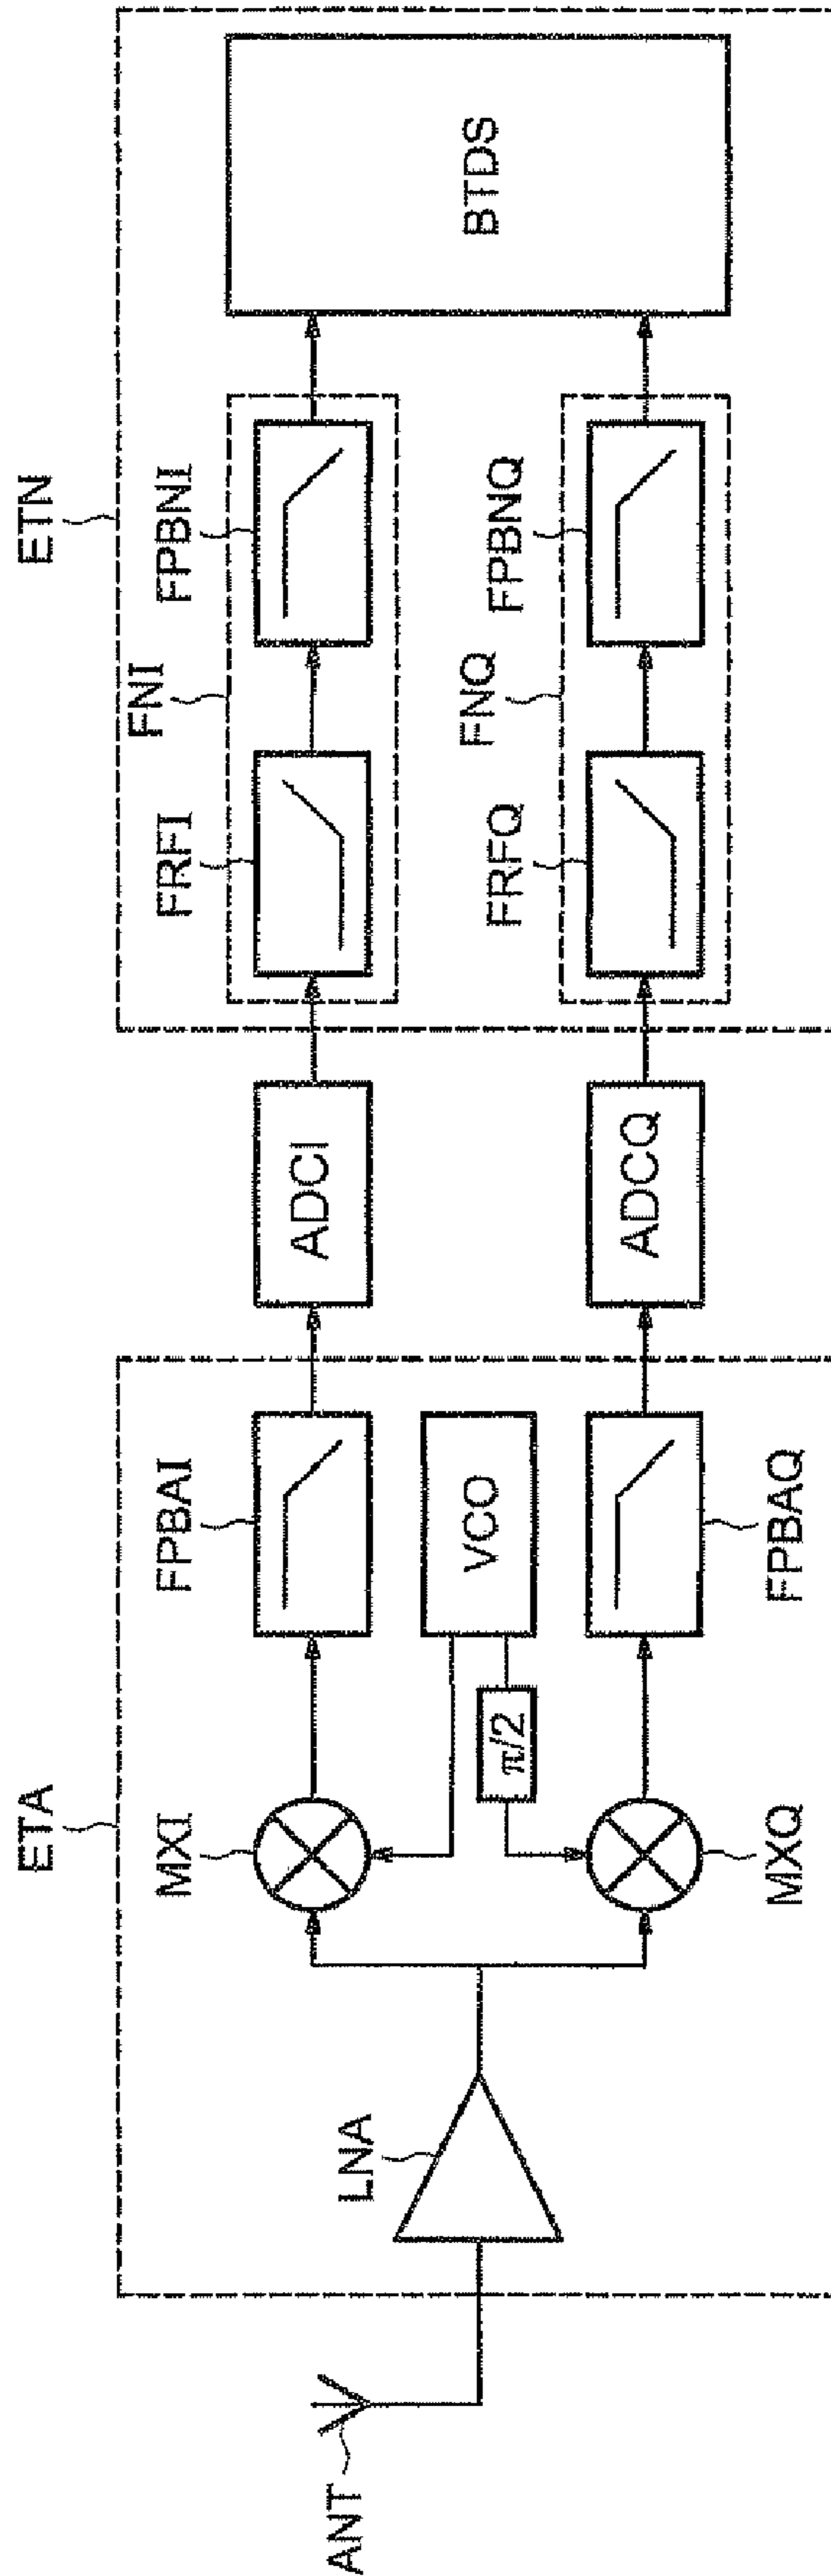 ETA
ETN
MXI
FPBAI
FRFI
FNI
FPBNI
ADCI
ANT
LNA
VCO
π/2
BTDS
ADCQ
FRFQ
FNQ
FPBNQ
MXQ
FPBAQ